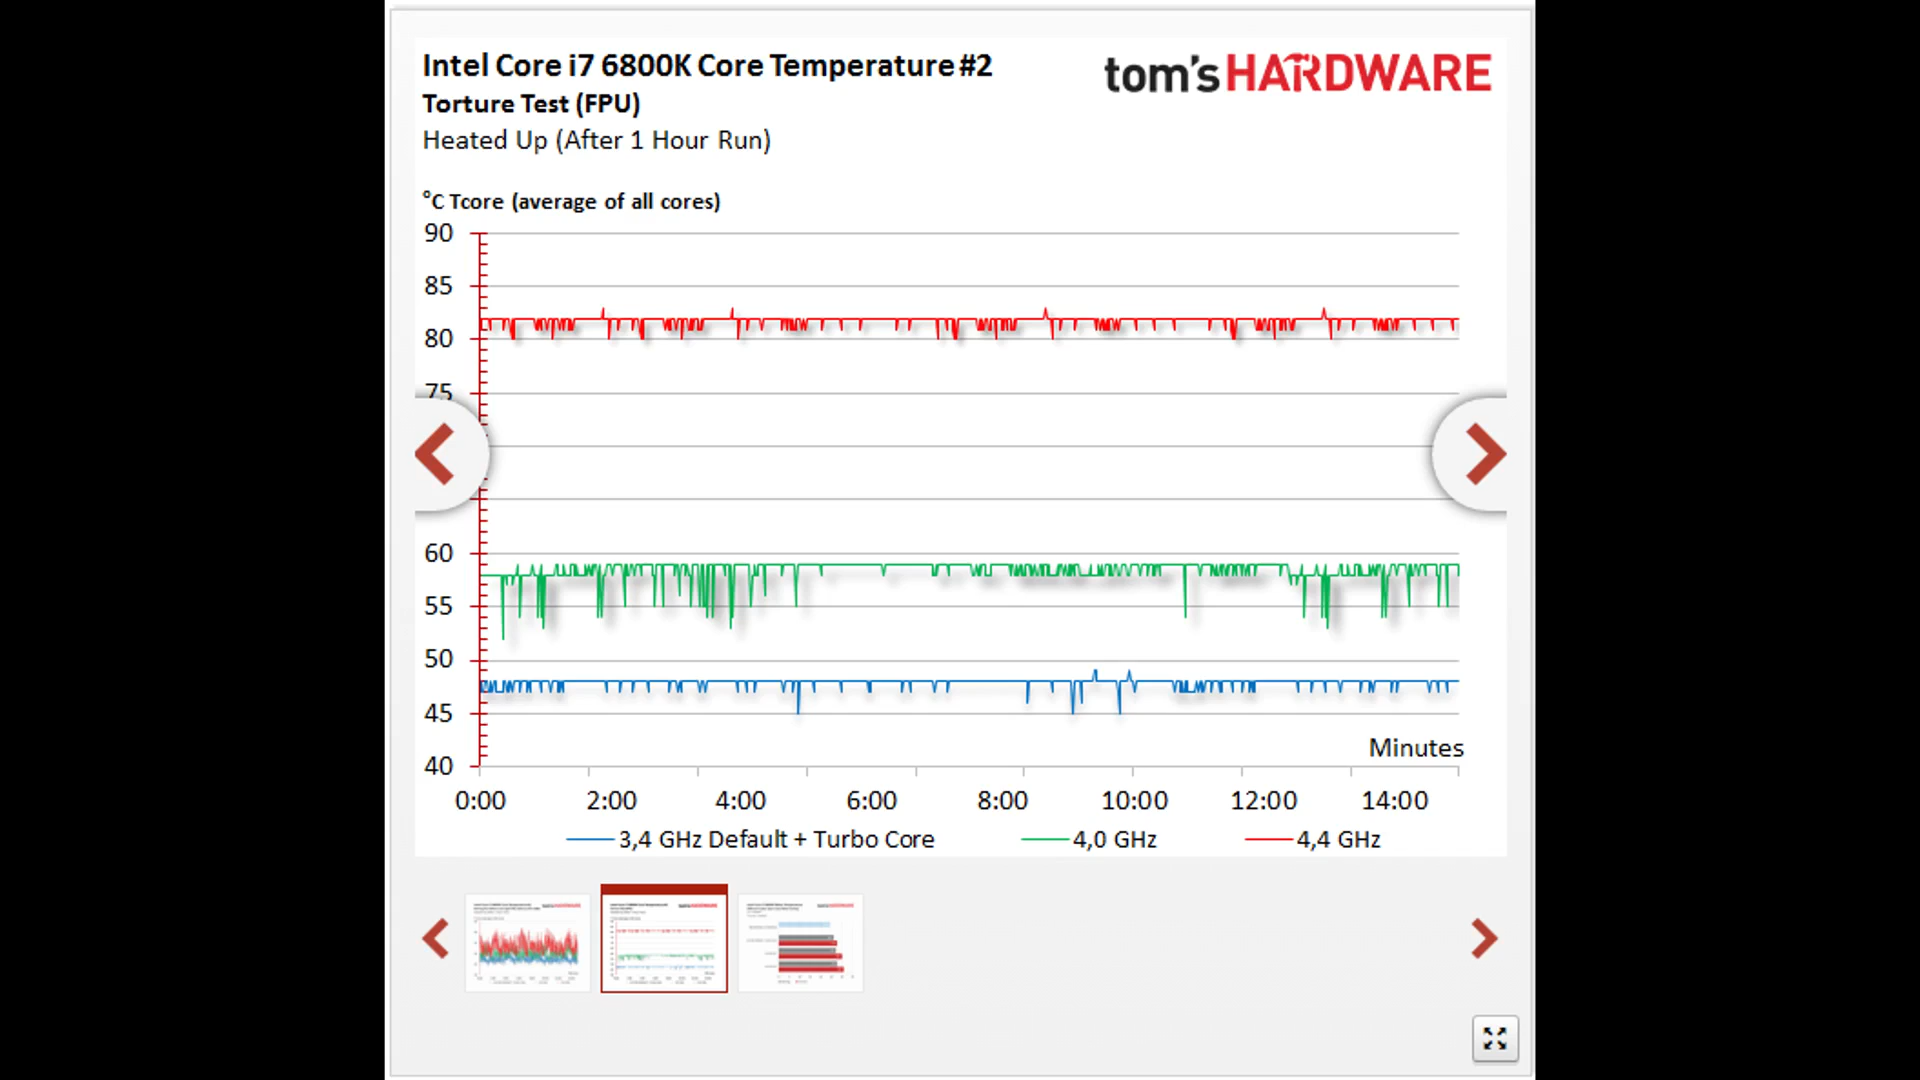 Intel Core i7 6800K Core Temperature #2
tom's HARDWARE
Torture Test (FPU)
Heated Up (After 1 Hour Run)
°C Tcore (average of all cores)
90
85
80
75
60
55
50
45
40
Minutes
0:00 2:00 4:00 6:00 8:00 10:00 12:00 14:00
3,4 GHz Default + Turbo Core 4,0 GHz 4,4 GHz